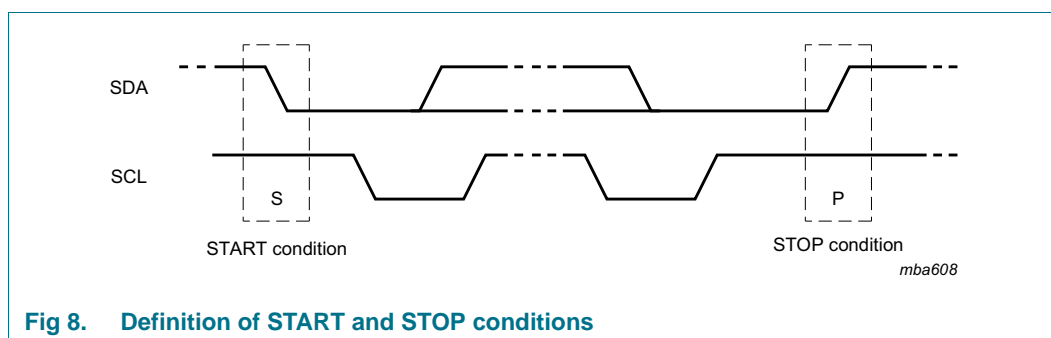 SDA
SCL
S
P
START condition
STOP condition
mba608
Fig 8. Definition of START and STOP conditions